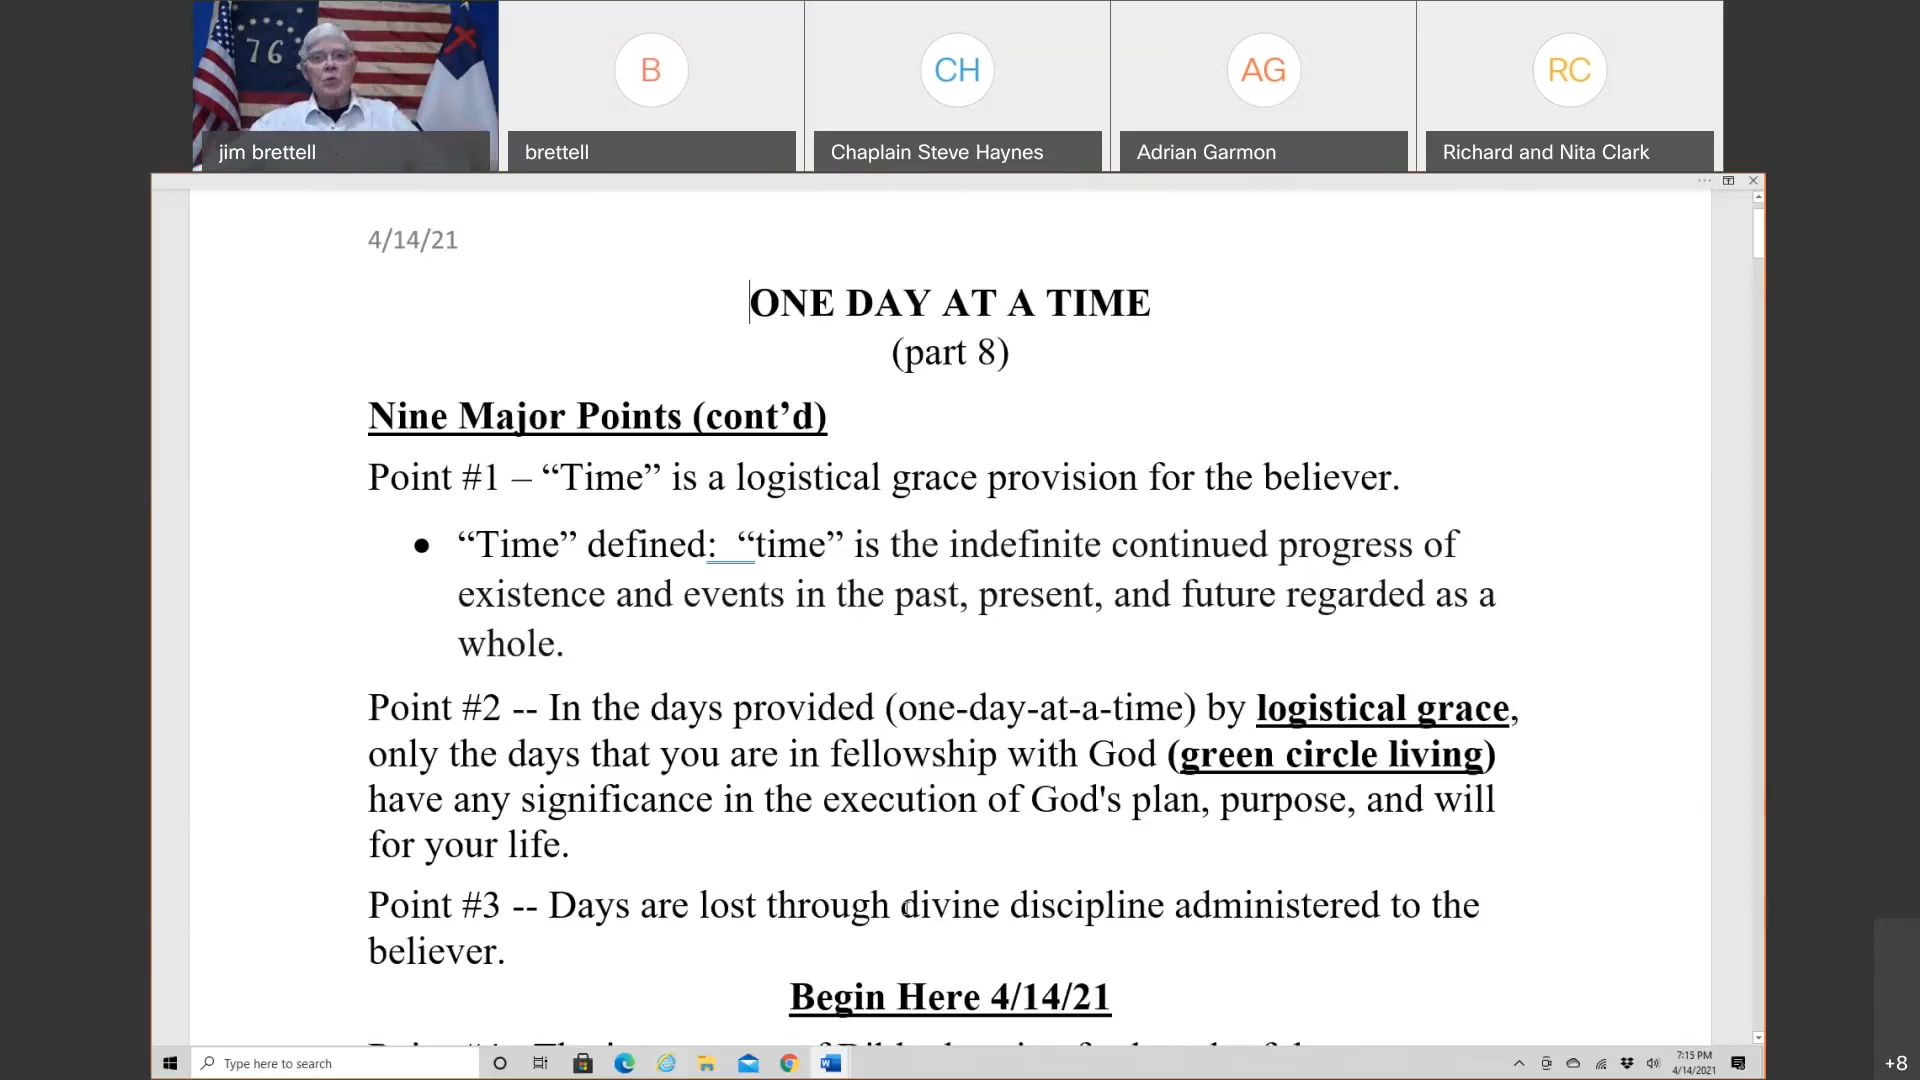 76
B
CH
AG
RC
jim brettell
brettell
Chaplain Steve Haynes
Adrian Garmon
Richard and Nita Clark
4/14/21
ONE DAY AT A TIME
(part 8)
Nine Major Points (cont’d)
Point #1 – “Time” is a logistical grace provision for the believer.
● “Time” defined:  “time” is the indefinite continued progress of
existence and events in the past, present, and future regarded as a
whole.
Point #2 -- In the days provided (one-day-at-a-time) by logistical grace,
only the days that you are in fellowship with God (green circle living)
have any significance in the execution of God's plan, purpose, and will
for your life.
Point #3 -- Days are lost through divine discipline administered to the
believer.
Begin Here 4/14/21
Type here to search
7:15 PM
4/14/2021
+8